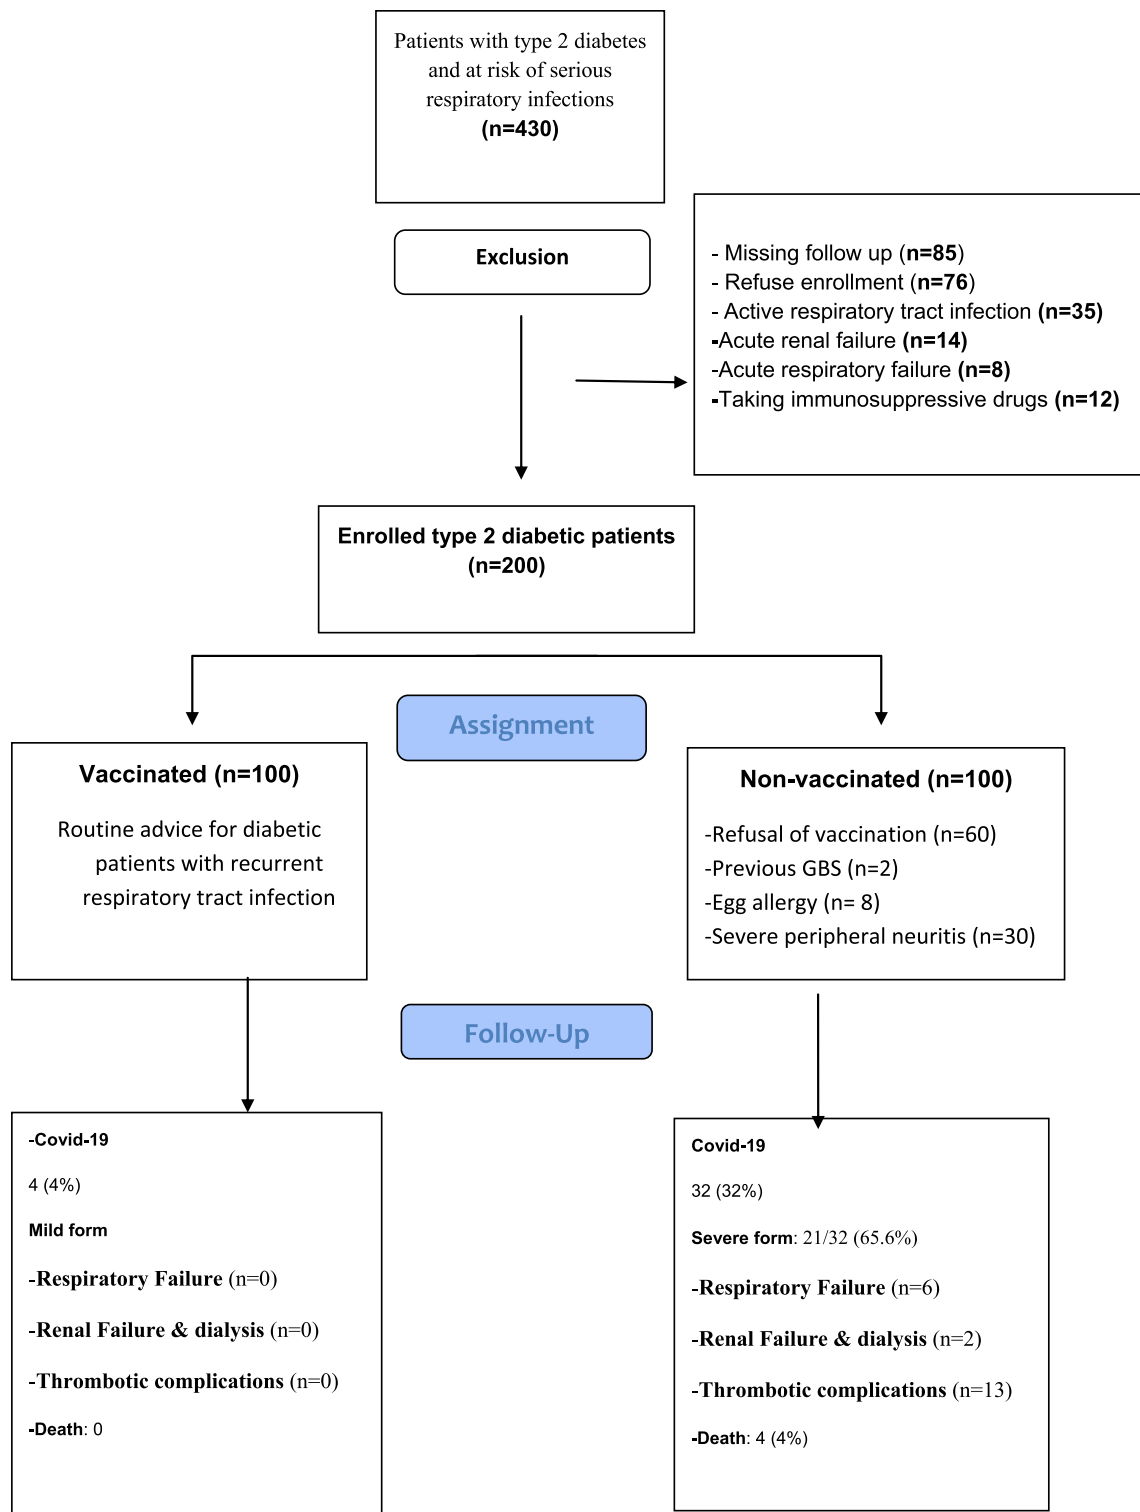 Patients with type 2 diabetes
and at risk of serious
respiratory infections
(n=430)
Exclusion
- Missing follow up (n=85)
- Refuse enrollment (n=76)
- Active respiratory tract infection (n=35)
-Acute renal failure (n=14)
-Acute respiratory failure (n=8)
-Taking immunosuppressive drugs (n=12)
Enrolled type 2 diabetic patients
(n=200)
Assignment
Vaccinated (n=100)
Routine advice for diabetic
patients with recurrent
respiratory tract infection
Non-vaccinated (n=100)
-Refusal of vaccination (n=60)
-Previous GBS (n=2)
-Egg allergy (n= 8)
-Severe peripheral neuritis (n=30)
Follow-Up
-Covid-19
4 (4%)
Mild form
-Respiratory Failure (n=0)
-Renal Failure & dialysis (n=0)
-Thrombotic complications (n=0)
-Death: 0
Covid-19
32 (32%)
Severe form: 21/32 (65.6%)
-Respiratory Failure (n=6)
-Renal Failure & dialysis (n=2)
-Thrombotic complications (n=13)
-Death: 4 (4%)